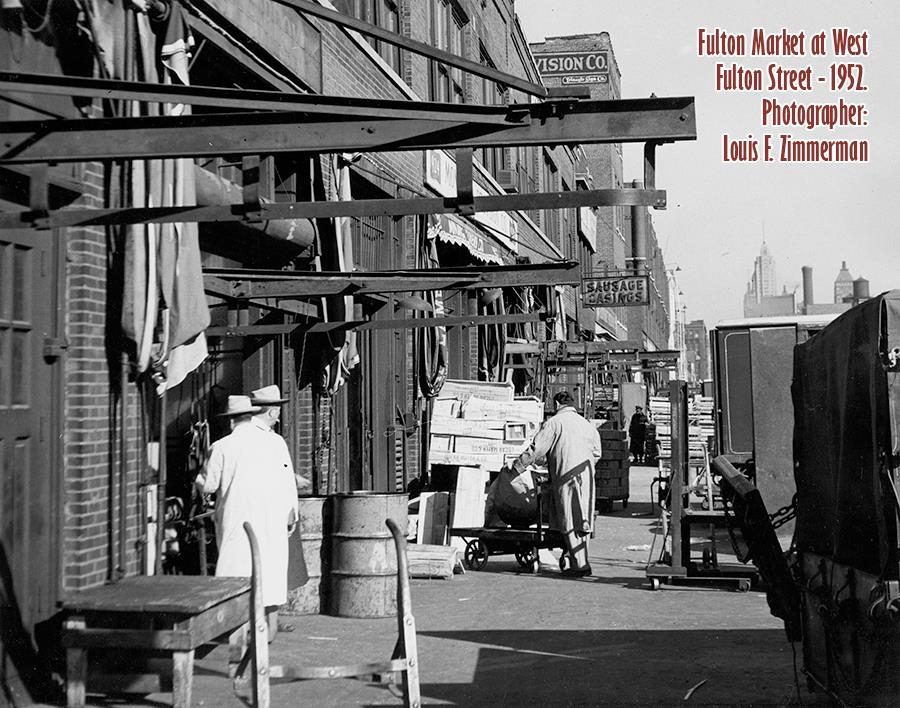 Fulton Market at West
Fulton Street - 1952.
Photographer:
Louis F. Zimmerman
VISION CO.
SAUSAGE
CASINGS